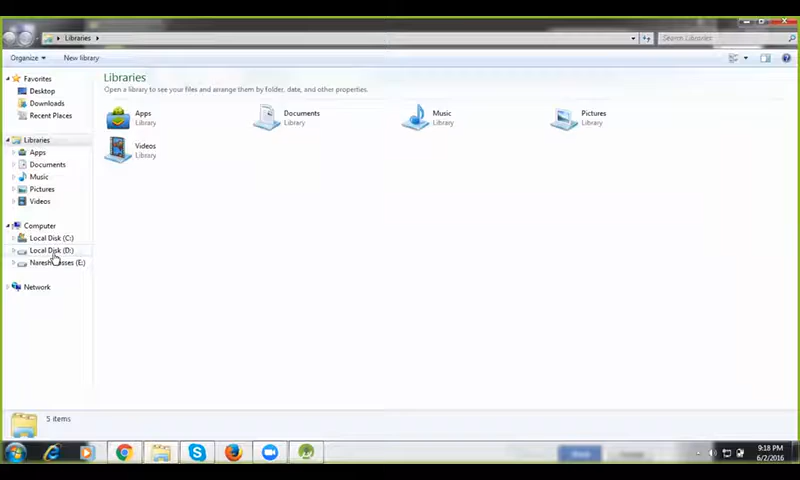 Libraries
Search Libraries
Organize
New library
Favorites
Desktop
Downloads
Recent Places
Libraries
Apps
Documents
Music
Pictures
Videos
Computer
Local Disk (C:)
Local Disk (D:)
(E:)
Network
Libraries
Open a library to see your files and arrange them by folder, date, and other properties.
Apps
Library
Documents
Library
Music
Library
Pictures
Library
Videos
Library
5 items
9:18 PM
6/2/2016